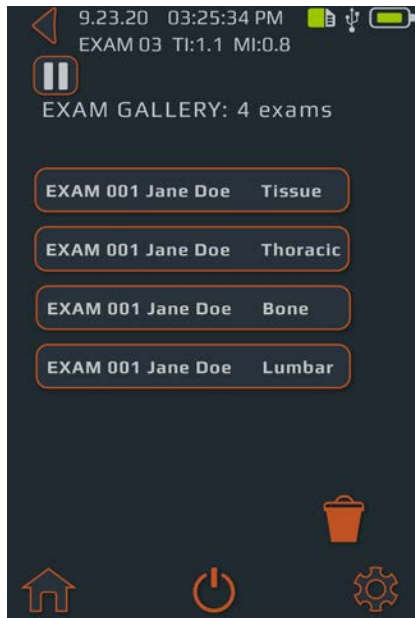 9.23.20 03:25:34 PM
EXAM 03 TI:1.1 MI:0.8
EXAM GALLERY: 4 exams
EXAM 001 Jane Doe Tissue
EXAM 001 Jane Doe Thoracic
EXAM 001 Jane Doe Bone
EXAM 001 Jane Doe Lumbar